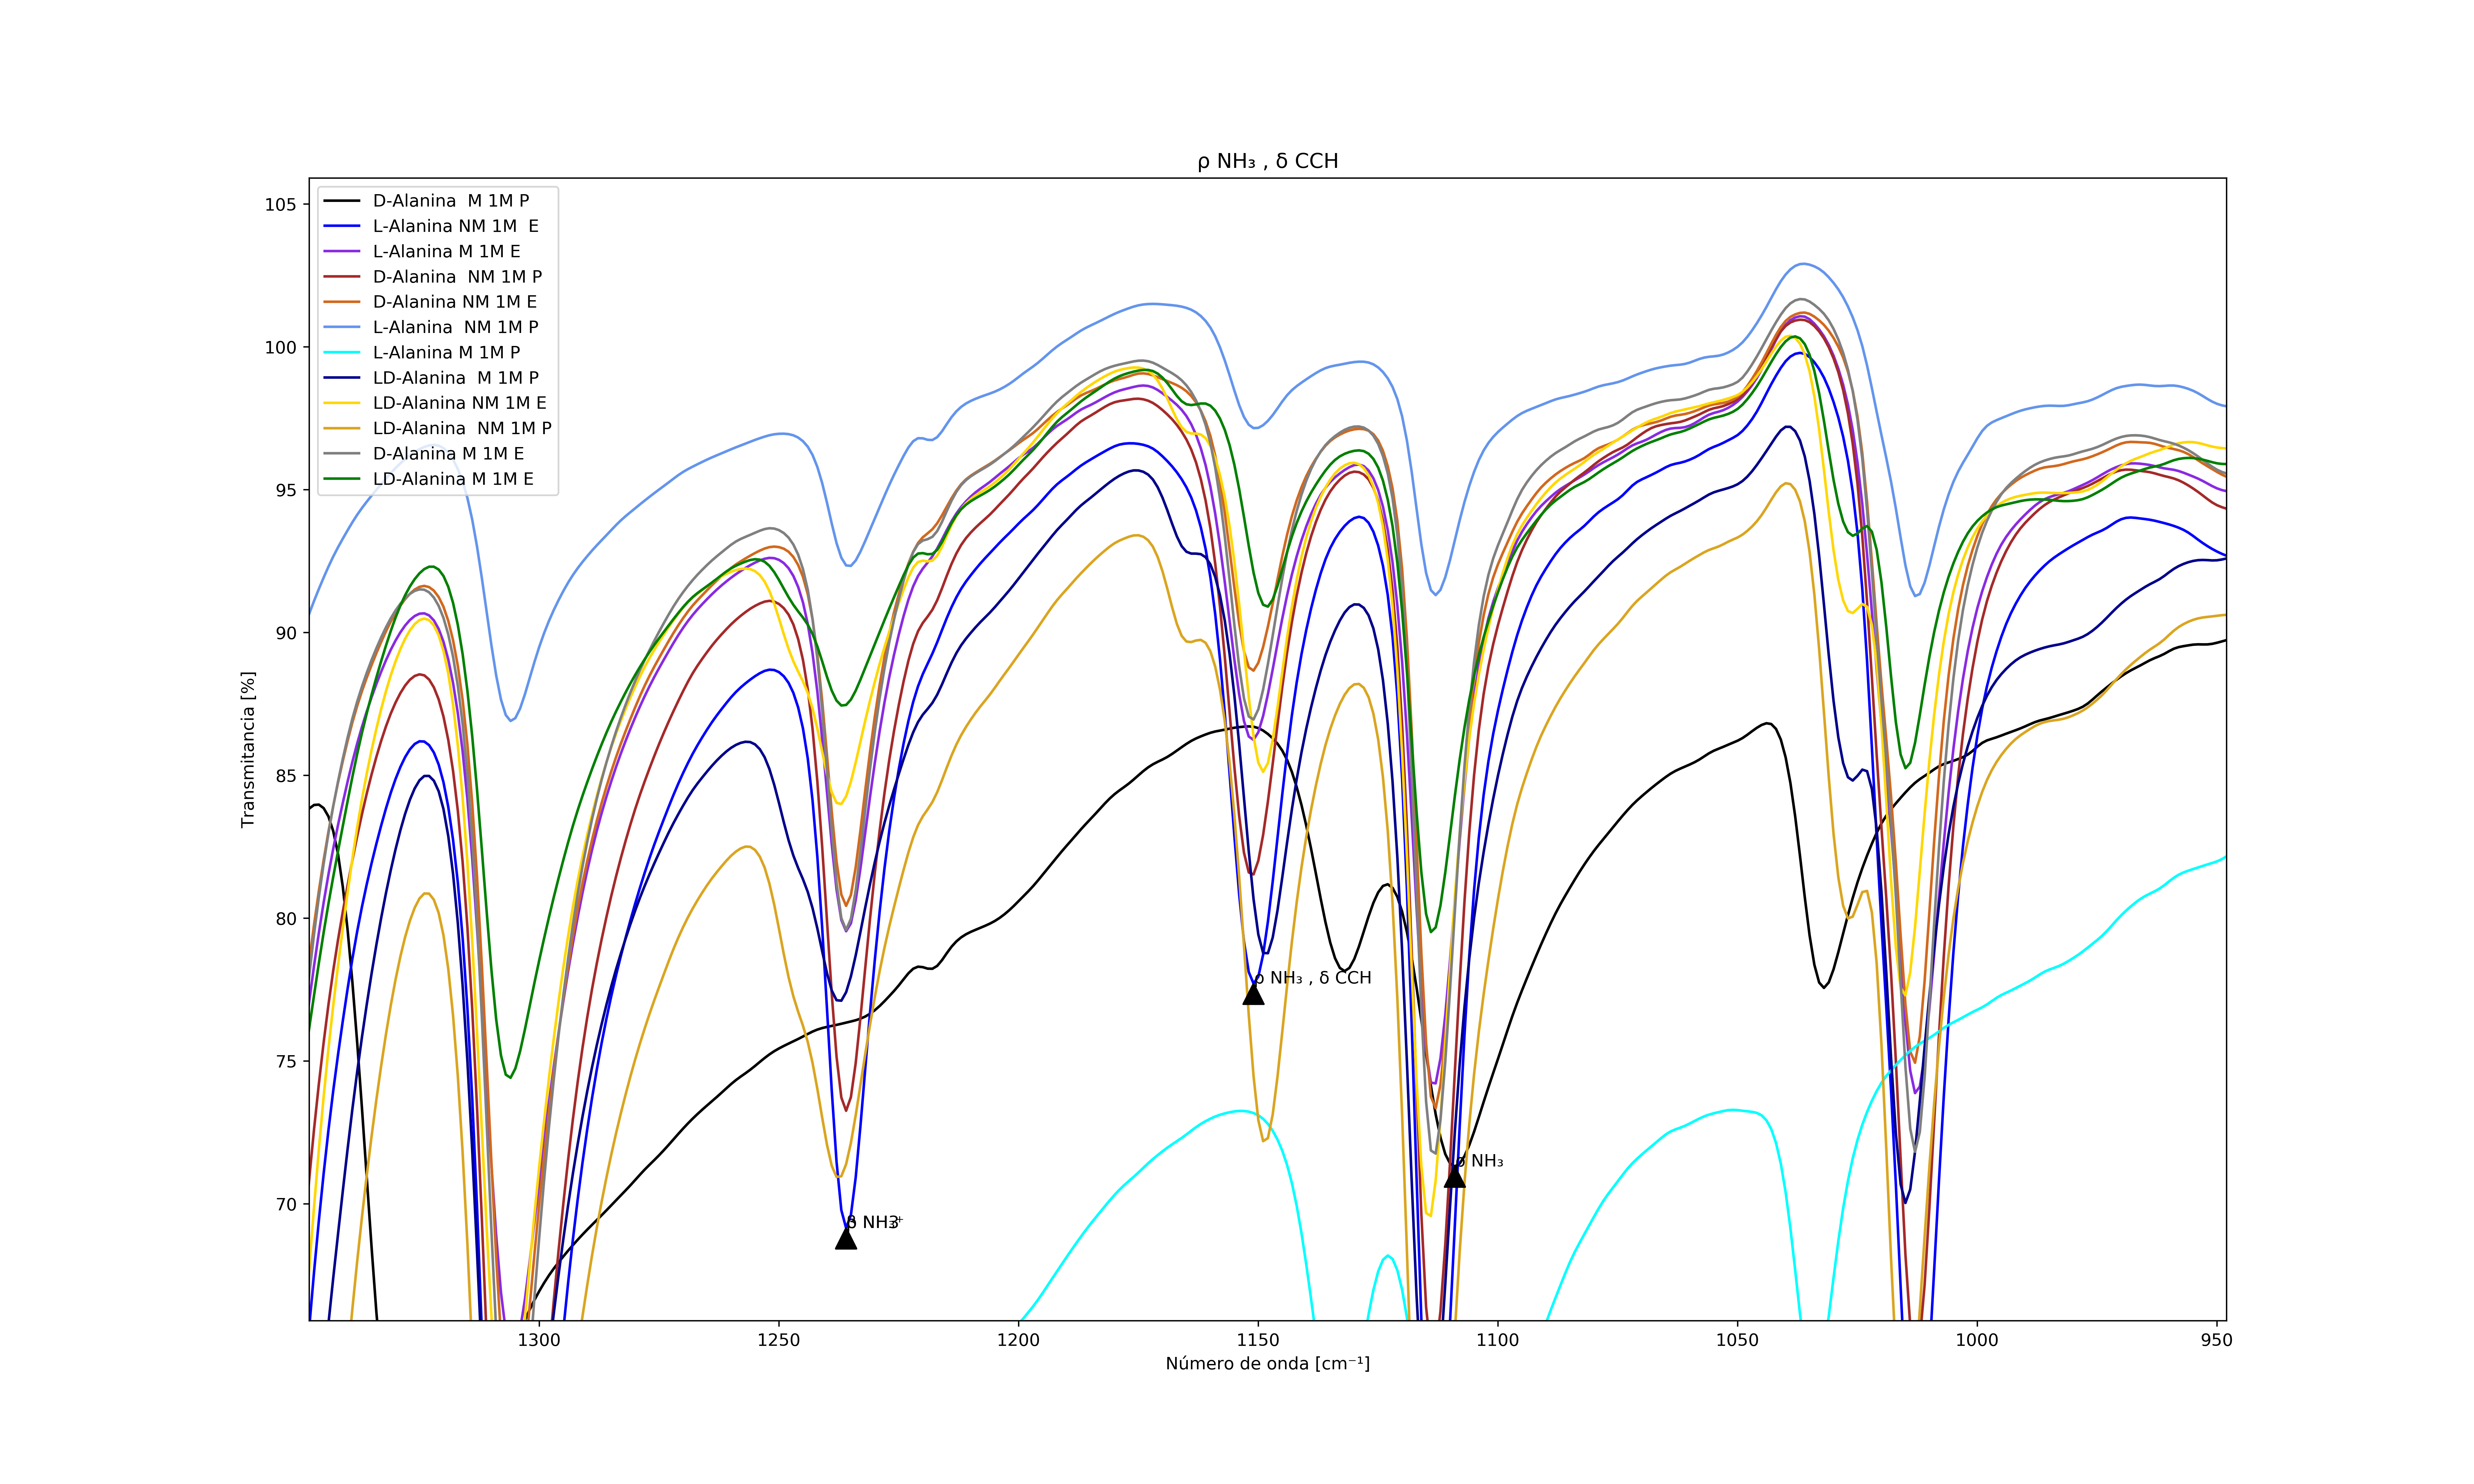 ρ NH₃ , δ CCH
105
100
95
90
85
80
75
70
Transmitancia [%]
D-Alanina  M 1M P
L-Alanina NM 1M  E
L-Alanina M 1M E
D-Alanina  NM 1M P
D-Alanina NM 1M E
L-Alanina  NM 1M P
L-Alanina M 1M P
LD-Alanina  M 1M P
LD-Alanina NM 1M E
LD-Alanina  NM 1M P
D-Alanina M 1M E
LD-Alanina M 1M E
ρ NH₃ , δ CCH
ρ NH₃
1300
1250
1200
1150
1100
1050
1000
950
Número de onda [cm⁻¹]